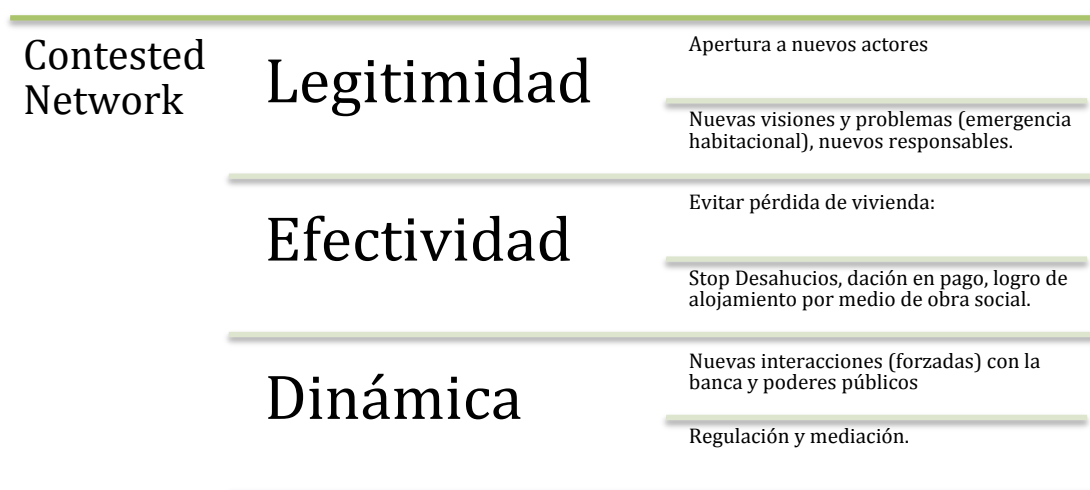 Contested
Network
Legitimidad
Apertura a nuevos actores
Nuevas visiones y problemas (emergencia
habitacional), nuevos responsables.
Efectividad
Evitar pérdida de vivienda:
Stop Desahucios, dación en pago, logro de
alojamiento por medio de obra social.
Dinámica
Nuevas interacciones (forzadas) con la
banca y poderes públicos
Regulación y mediación.